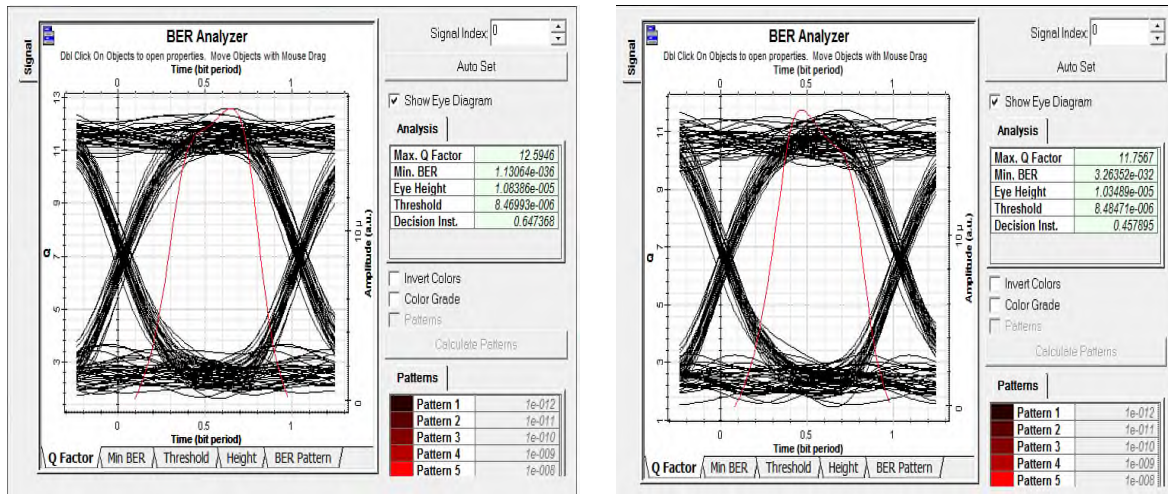 Signal
BER Analyzer
Dbl Click On Objects to open properties. Move Objects with Mouse Drag
Time (bit period)
0 0.5 1
13
11
9
7
5
3
Q
10 µ
0
Amplitude (a.u.)
0 0.5 1
Time (bit period)
Q Factor Min BER Threshold Height BER Pattern
Signal Index: 0
Auto Set
Show Eye Diagram
Analysis
Max. Q Factor 12.5946
Min. BER 1.13064e-036
Eye Height 1.08386e-005
Threshold 8.46993e-006
Decision Inst. 0.647368
Invert Colors
Color Grade
Patterns
Calculate Patterns
Patterns
Pattern 1 1e-012
Pattern 2 1e-011
Pattern 3 1e-010
Pattern 4 1e-009
Pattern 5 1e-008
Signal
BER Analyzer
Dbl Click On Objects to open properties. Move Objects with Mouse Drag
Time (bit period)
0 0.5 1
11
9
7
5
3
1
Q
10 µ
0
Amplitude (a.u.)
0 0.5 1
Time (bit period)
Q Factor Min BER Threshold Height BER Pattern
Signal Index: 0
Auto Set
Show Eye Diagram
Analysis
Max. Q Factor 11.7567
Min. BER 3.26352e-032
Eye Height 1.03489e-005
Threshold 8.48471e-006
Decision Inst. 0.457895
Invert Colors
Color Grade
Patterns
Calculate Patterns
Patterns
Pattern 1 1e-012
Pattern 2 1e-011
Pattern 3 1e-010
Pattern 4 1e-009
Pattern 5 1e-008